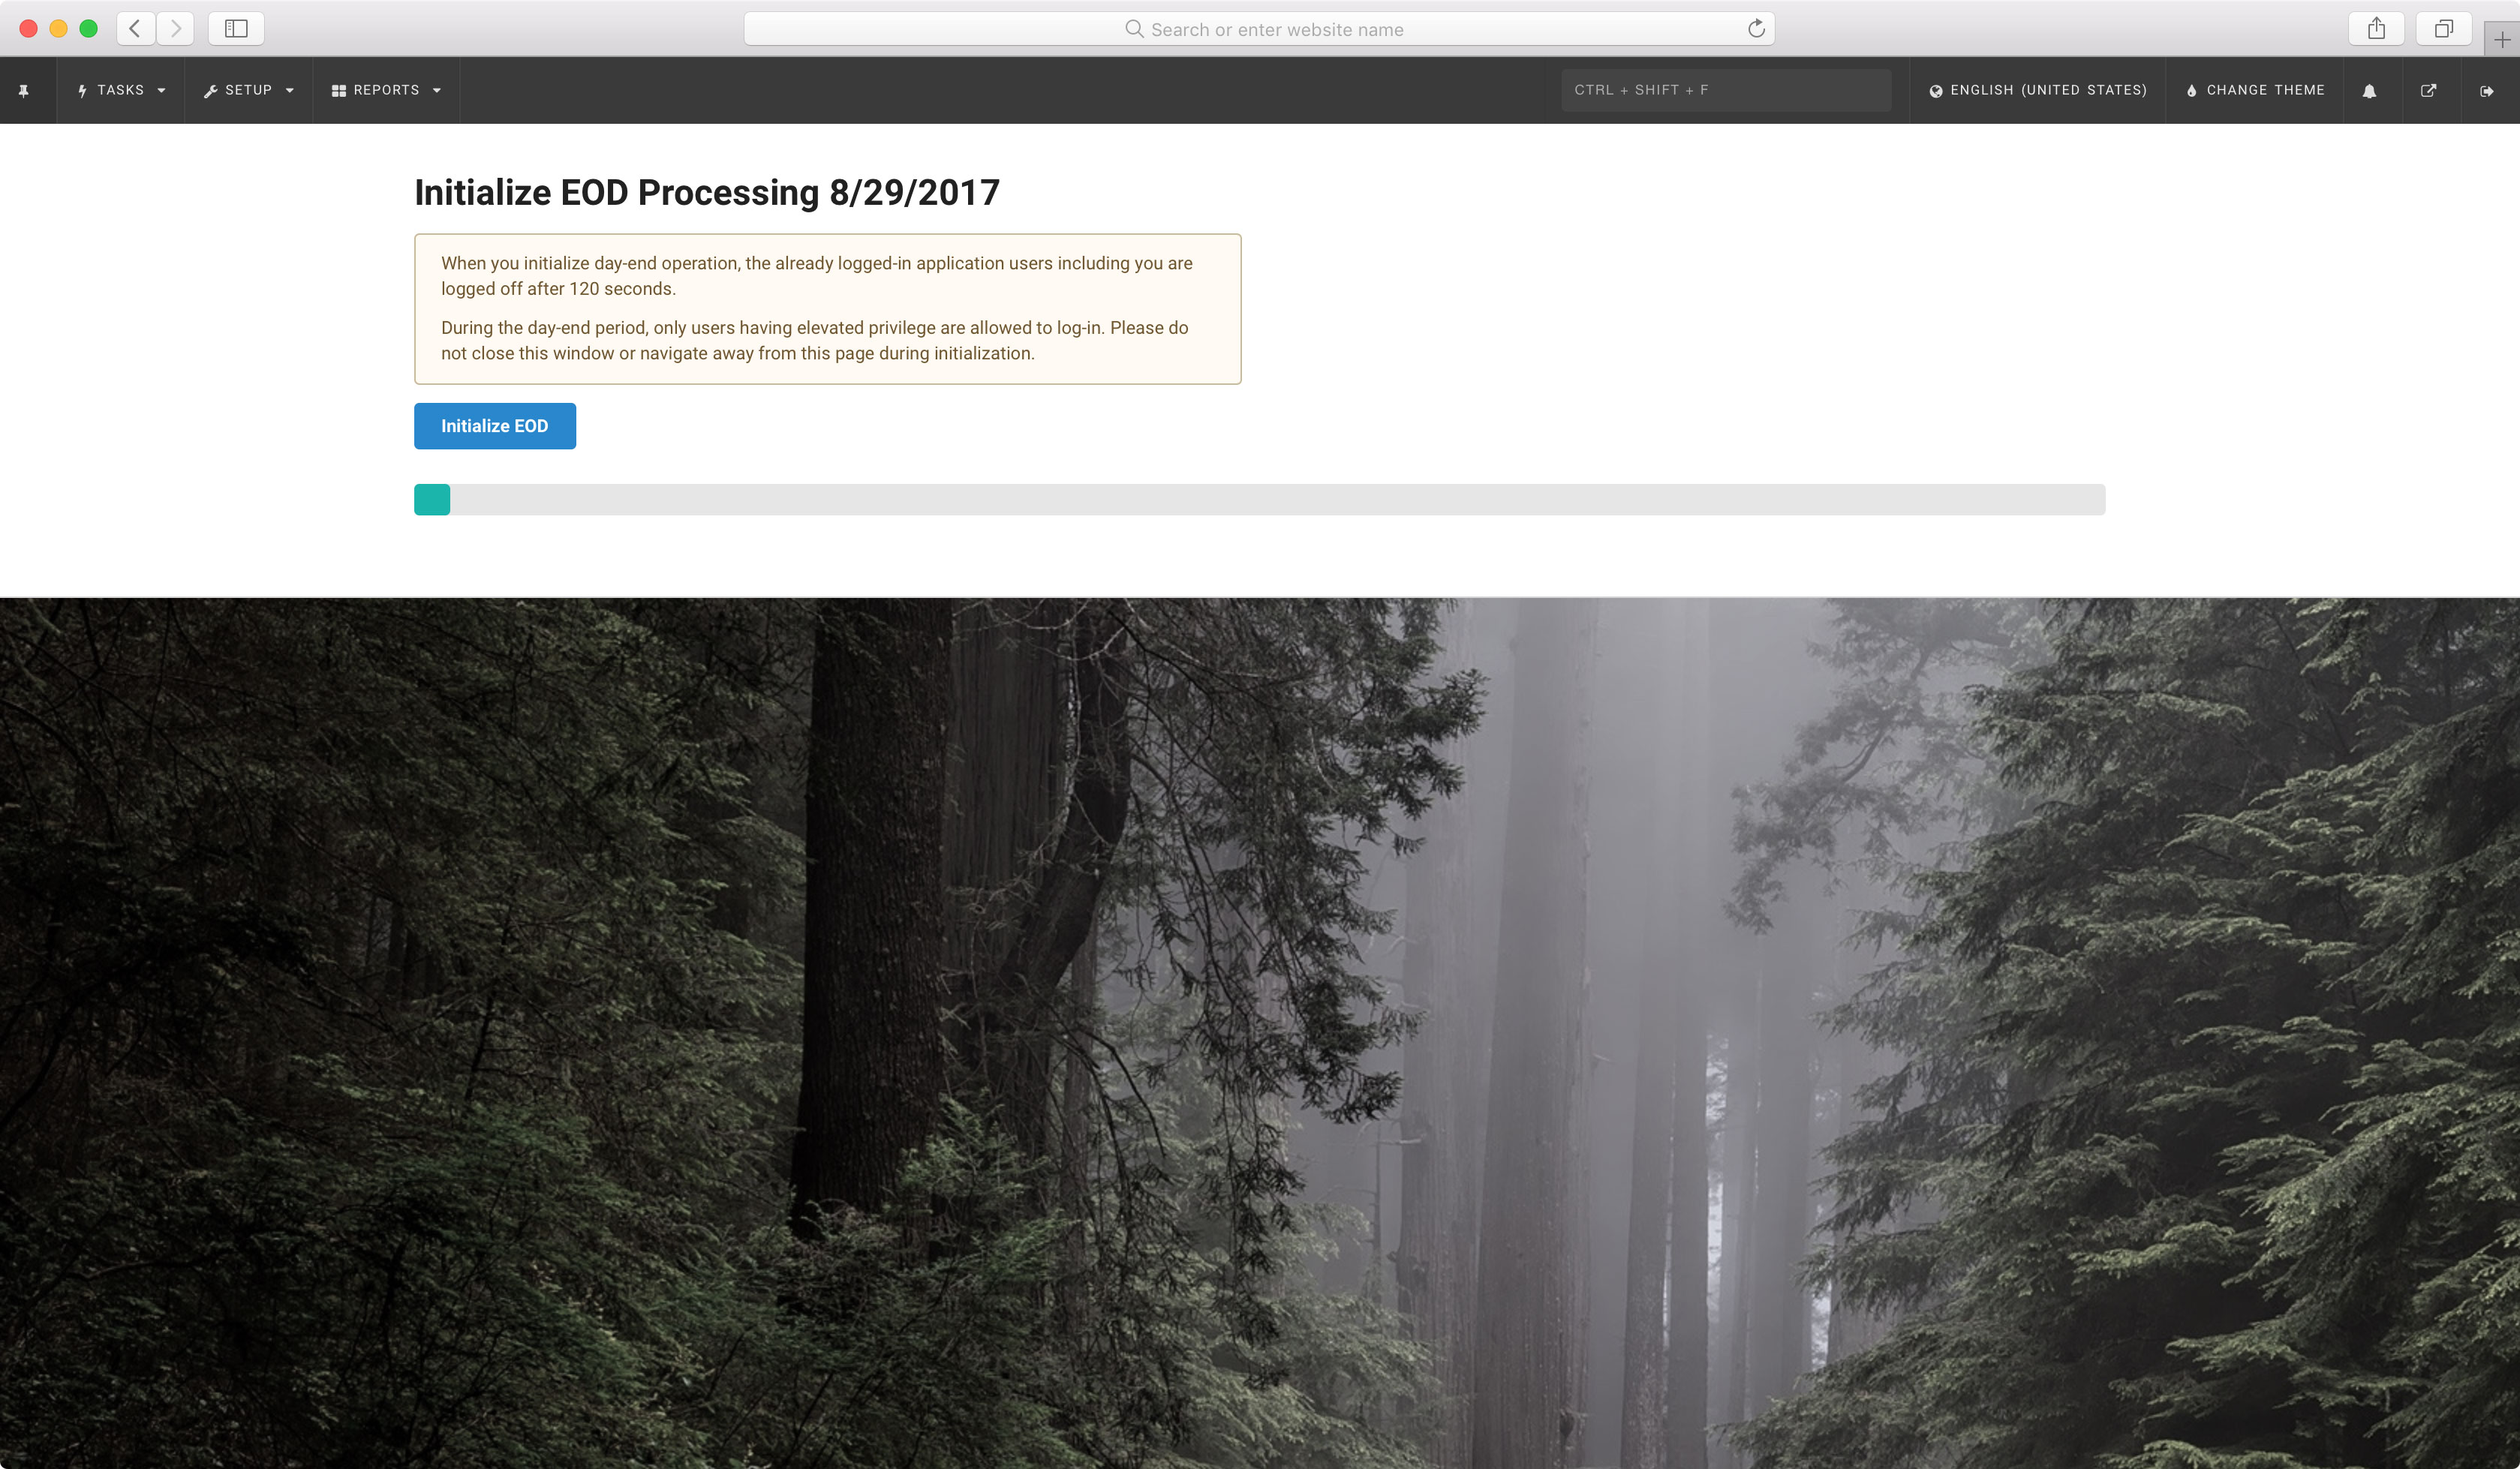 Search or enter website name
TASKS
SETUP
REPORTS
CTRL + SHIFT + F
ENGLISH (UNITED STATES)
CHANGE THEME
Initialize EOD Processing 8/29/2017
When you initialize day-end operation, the already logged-in application users including you are
logged off after 120 seconds.
During the day-end period, only users having elevated privilege are allowed to log-in. Please do
not close this window or navigate away from this page during initialization.
Initialize EOD